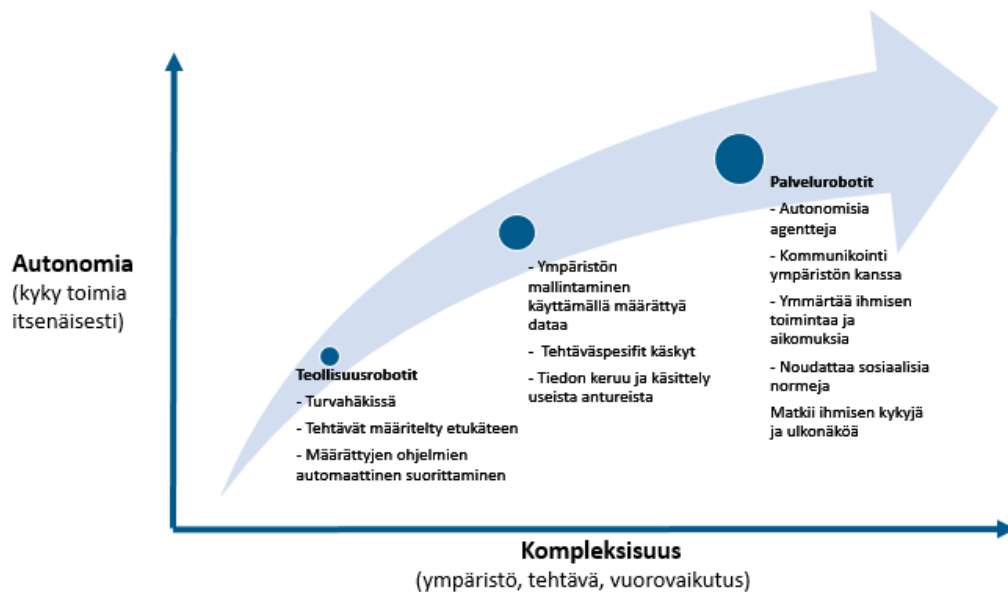 Autonomia
(kyky toimia
itsenäisesti)
Teollisuusrobotit
- Turvahäkissä
- Tehtävät määritelty etukäteen
- Määrättyjen ohjelmien
automaattinen suorittaminen
- Ympäristön
mallintaminen
käyttämällä määrättyä
dataa
- Tehtäväspesifit käskyt
- Tiedon keruu ja käsittely
useista antureista
Palvelurobotit
- Autonomisia
agentteja
- Kommunikointi
ympäristön kanssa
- Ymmärtää ihmisen
toimintaa ja
aikomuksia
- Noudattaa sosiaalisia
normeja
Matkii ihmisen kykyjä
ja ulkonäköä
Kompleksisuus
(ympäristö, tehtävä, vuorovaikutus)